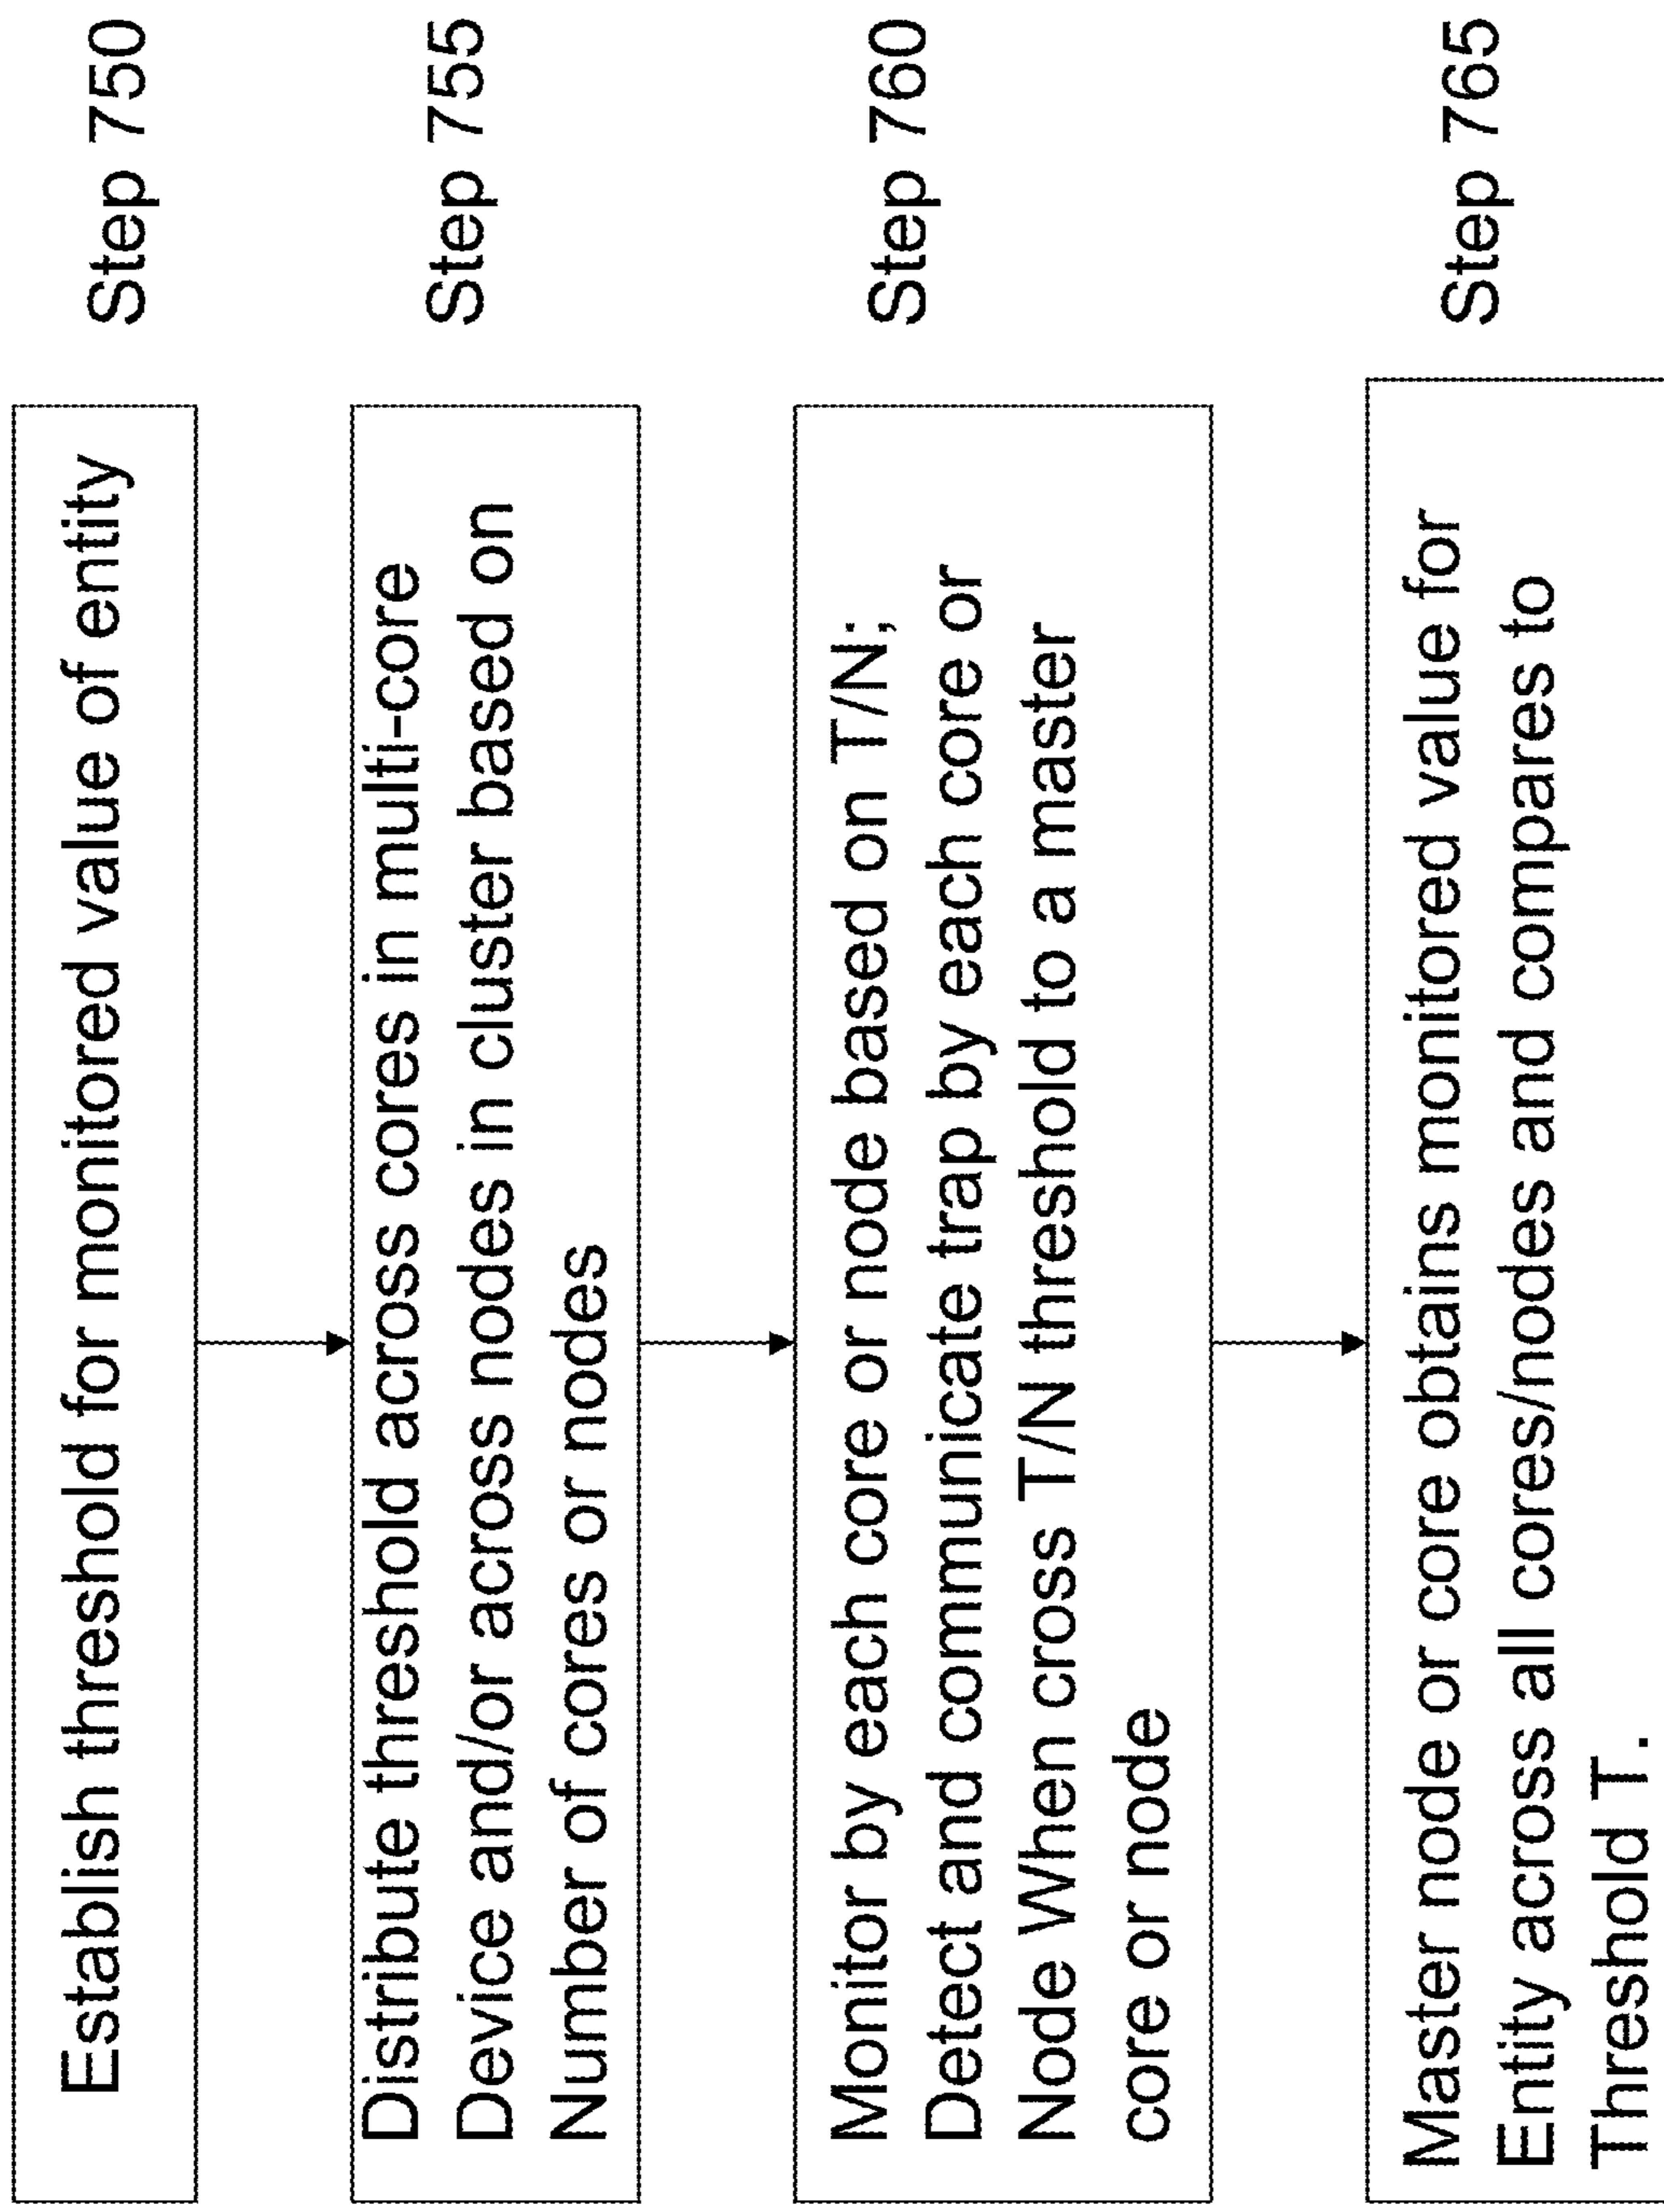 Establish threshold for monitored value of entity
Step 750
Distribute threshold across cores in multi-core
Device and/or across nodes in cluster based on
Number of cores or nodes
Step 755
Monitor by each core or node based on T/N;
Detect and communicate trap by each core or
Node When cross T/N threshold to a master
core or node
Step 760
Master node or core obtains monitored value for
Entity across all cores/nodes and compares to
Threshold T.
Step 765